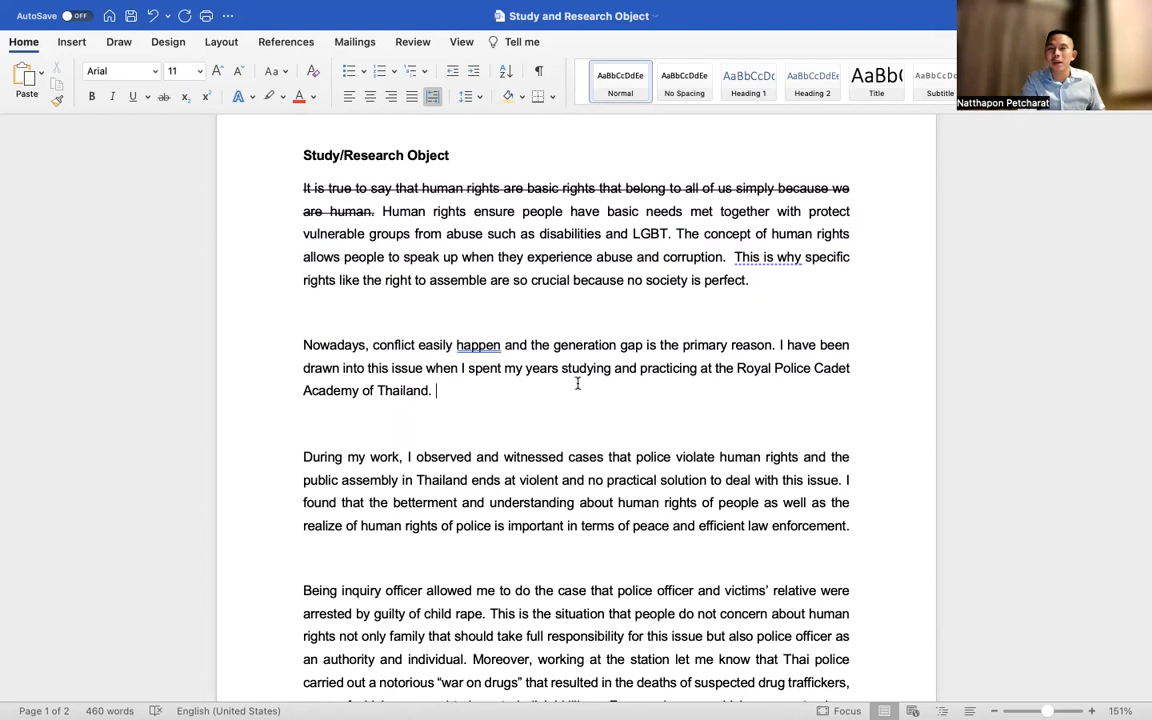 AutoSave OFF Study and Research Object
Home Insert Draw Design Layout References Mailings Review View Tell me
Paste Arial 11 Aa AaBbCcDdEe AaBbCcDdEe AaBbCcDc AaBbCcDdEe AaBb( AaBbCcDdEe
B I U ab x₂ x² A A Normal No Spacing Heading 1 Heading 2 Title Subtitle
Natthapon Petcharat
Study/Research Object
It is true to say that human rights are basic rights that belong to all of us simply because we
are human. Human rights ensure people have basic needs met together with protect
vulnerable groups from abuse such as disabilities and LGBT. The concept of human rights
allows people to speak up when they experience abuse and corruption. This is why specific
rights like the right to assemble are so crucial because no society is perfect.
Nowadays, conflict easily happen and the generation gap is the primary reason. I have been
drawn into this issue when I spent my years studying and practicing at the Royal Police Cadet
Academy of Thailand.
During my work, I observed and witnessed cases that police violate human rights and the
public assembly in Thailand ends at violent and no practical solution to deal with this issue. I
found that the betterment and understanding about human rights of people as well as the
realize of human rights of police is important in terms of peace and efficient law enforcement.
Being inquiry officer allowed me to do the case that police officer and victims' relative were
arrested by guilty of child rape. This is the situation that people do not concern about human
rights not only family that should take full responsibility for this issue but also police officer as
an authority and individual. Moreover, working at the station let me know that Thai police
carried out a notorious “war on drugs” that resulted in the deaths of suspected drug traffickers,
Page 1 of 2 460 words English (United States) Focus 151%